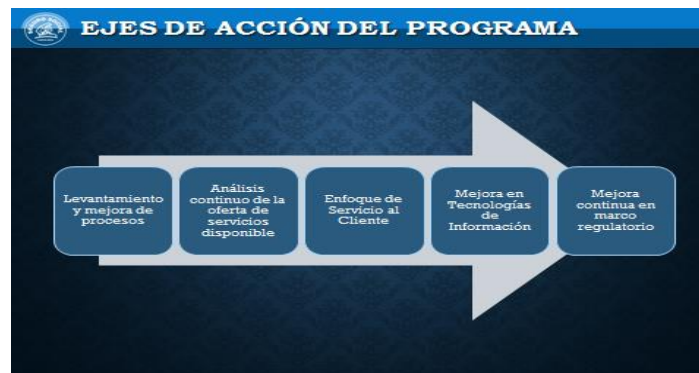 EJES DE ACCIÓN DEL PROGRAMA
Levantamiento
y mejora de
procesos
Análisis
continuo de la
oferta de
servicios
disponible
Enfoque de
Servicio al
Cliente
Mejora en
Tecnologías
de
Información
Mejora
continua en
marco
regulatorio